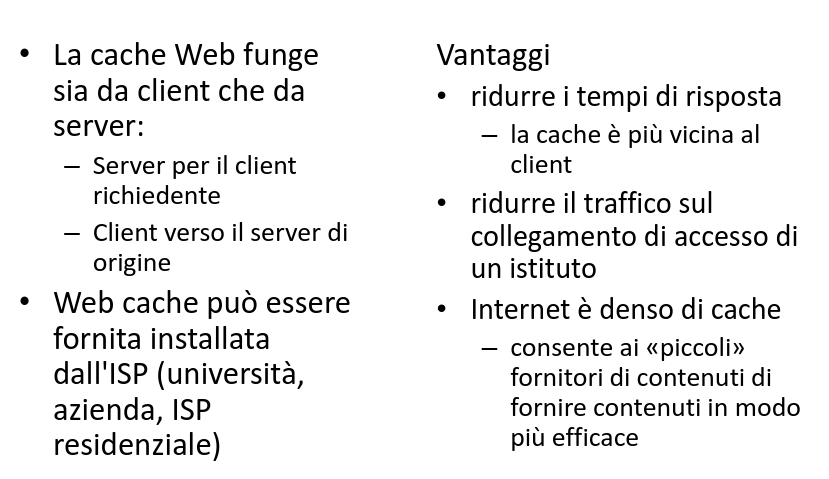 • La cache Web funge
sia da client che da
server:
– Server per il client
richiedente
– Client verso il server di
origine
• Web cache può essere
fornita installata
dall'ISP (università,
azienda, ISP
residenziale)
Vantaggi
• ridurre i tempi di risposta
– la cache è più vicina al
client
• ridurre il traffico sul
collegamento di accesso di
un istituto
• Internet è denso di cache
– consente ai «piccoli»
fornitori di contenuti di
fornire contenuti in modo
più efficace